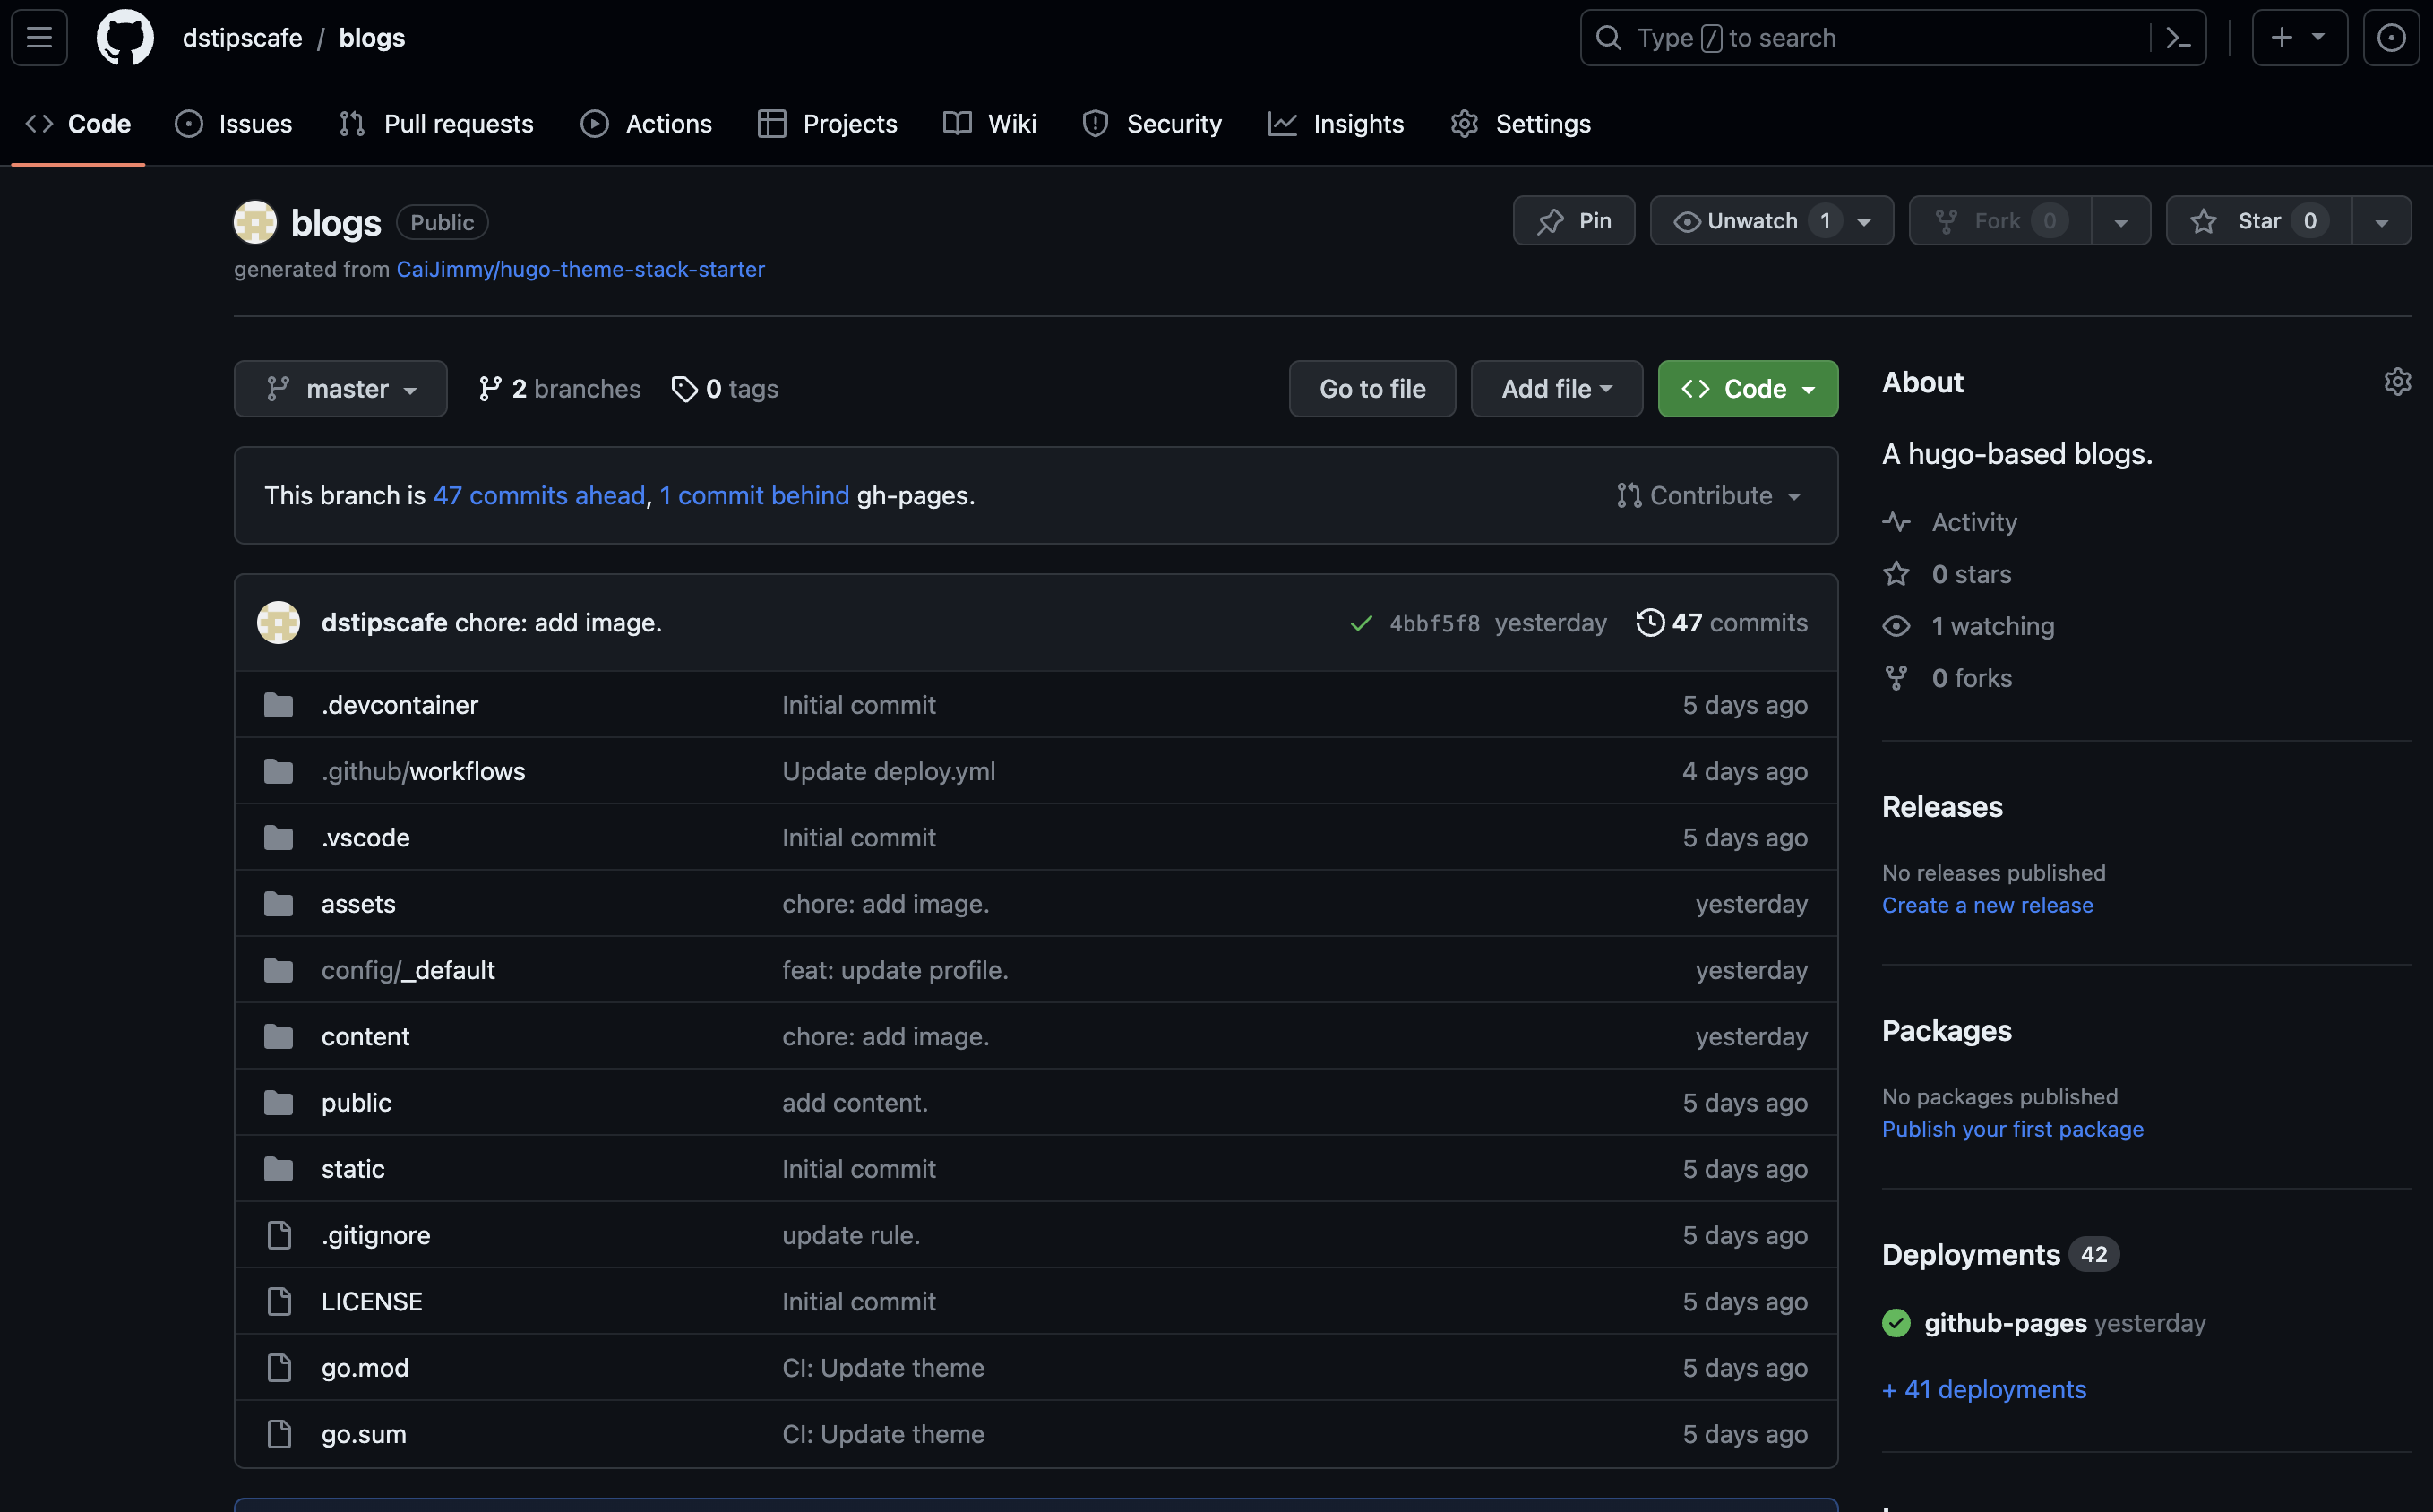 dstipscafe / blogs
Type / to search
Code Issues Pull requests Actions Projects Wiki Security Insights Settings
blogs Public
Pin Unwatch 1 Fork 0 Star 0
generated from CaiJimmy/hugo-theme-stack-starter
master 2 branches 0 tags
Go to file Add file Code
This branch is 47 commits ahead, 1 commit behind gh-pages.
Contribute
dstipscafe chore: add image. 4bbf5f8 yesterday 47 commits
.devcontainer Initial commit 5 days ago
.github/workflows Update deploy.yml 4 days ago
.vscode Initial commit 5 days ago
assets chore: add image. yesterday
config/_default feat: update profile. yesterday
content chore: add image. yesterday
public add content. 5 days ago
static Initial commit 5 days ago
.gitignore update rule. 5 days ago
LICENSE Initial commit 5 days ago
go.mod CI: Update theme 5 days ago
go.sum CI: Update theme 5 days ago
About
A hugo-based blogs.
Activity
0 stars
1 watching
0 forks
Releases
No releases published
Create a new release
Packages
No packages published
Publish your first package
Deployments 42
github-pages yesterday
+ 41 deployments